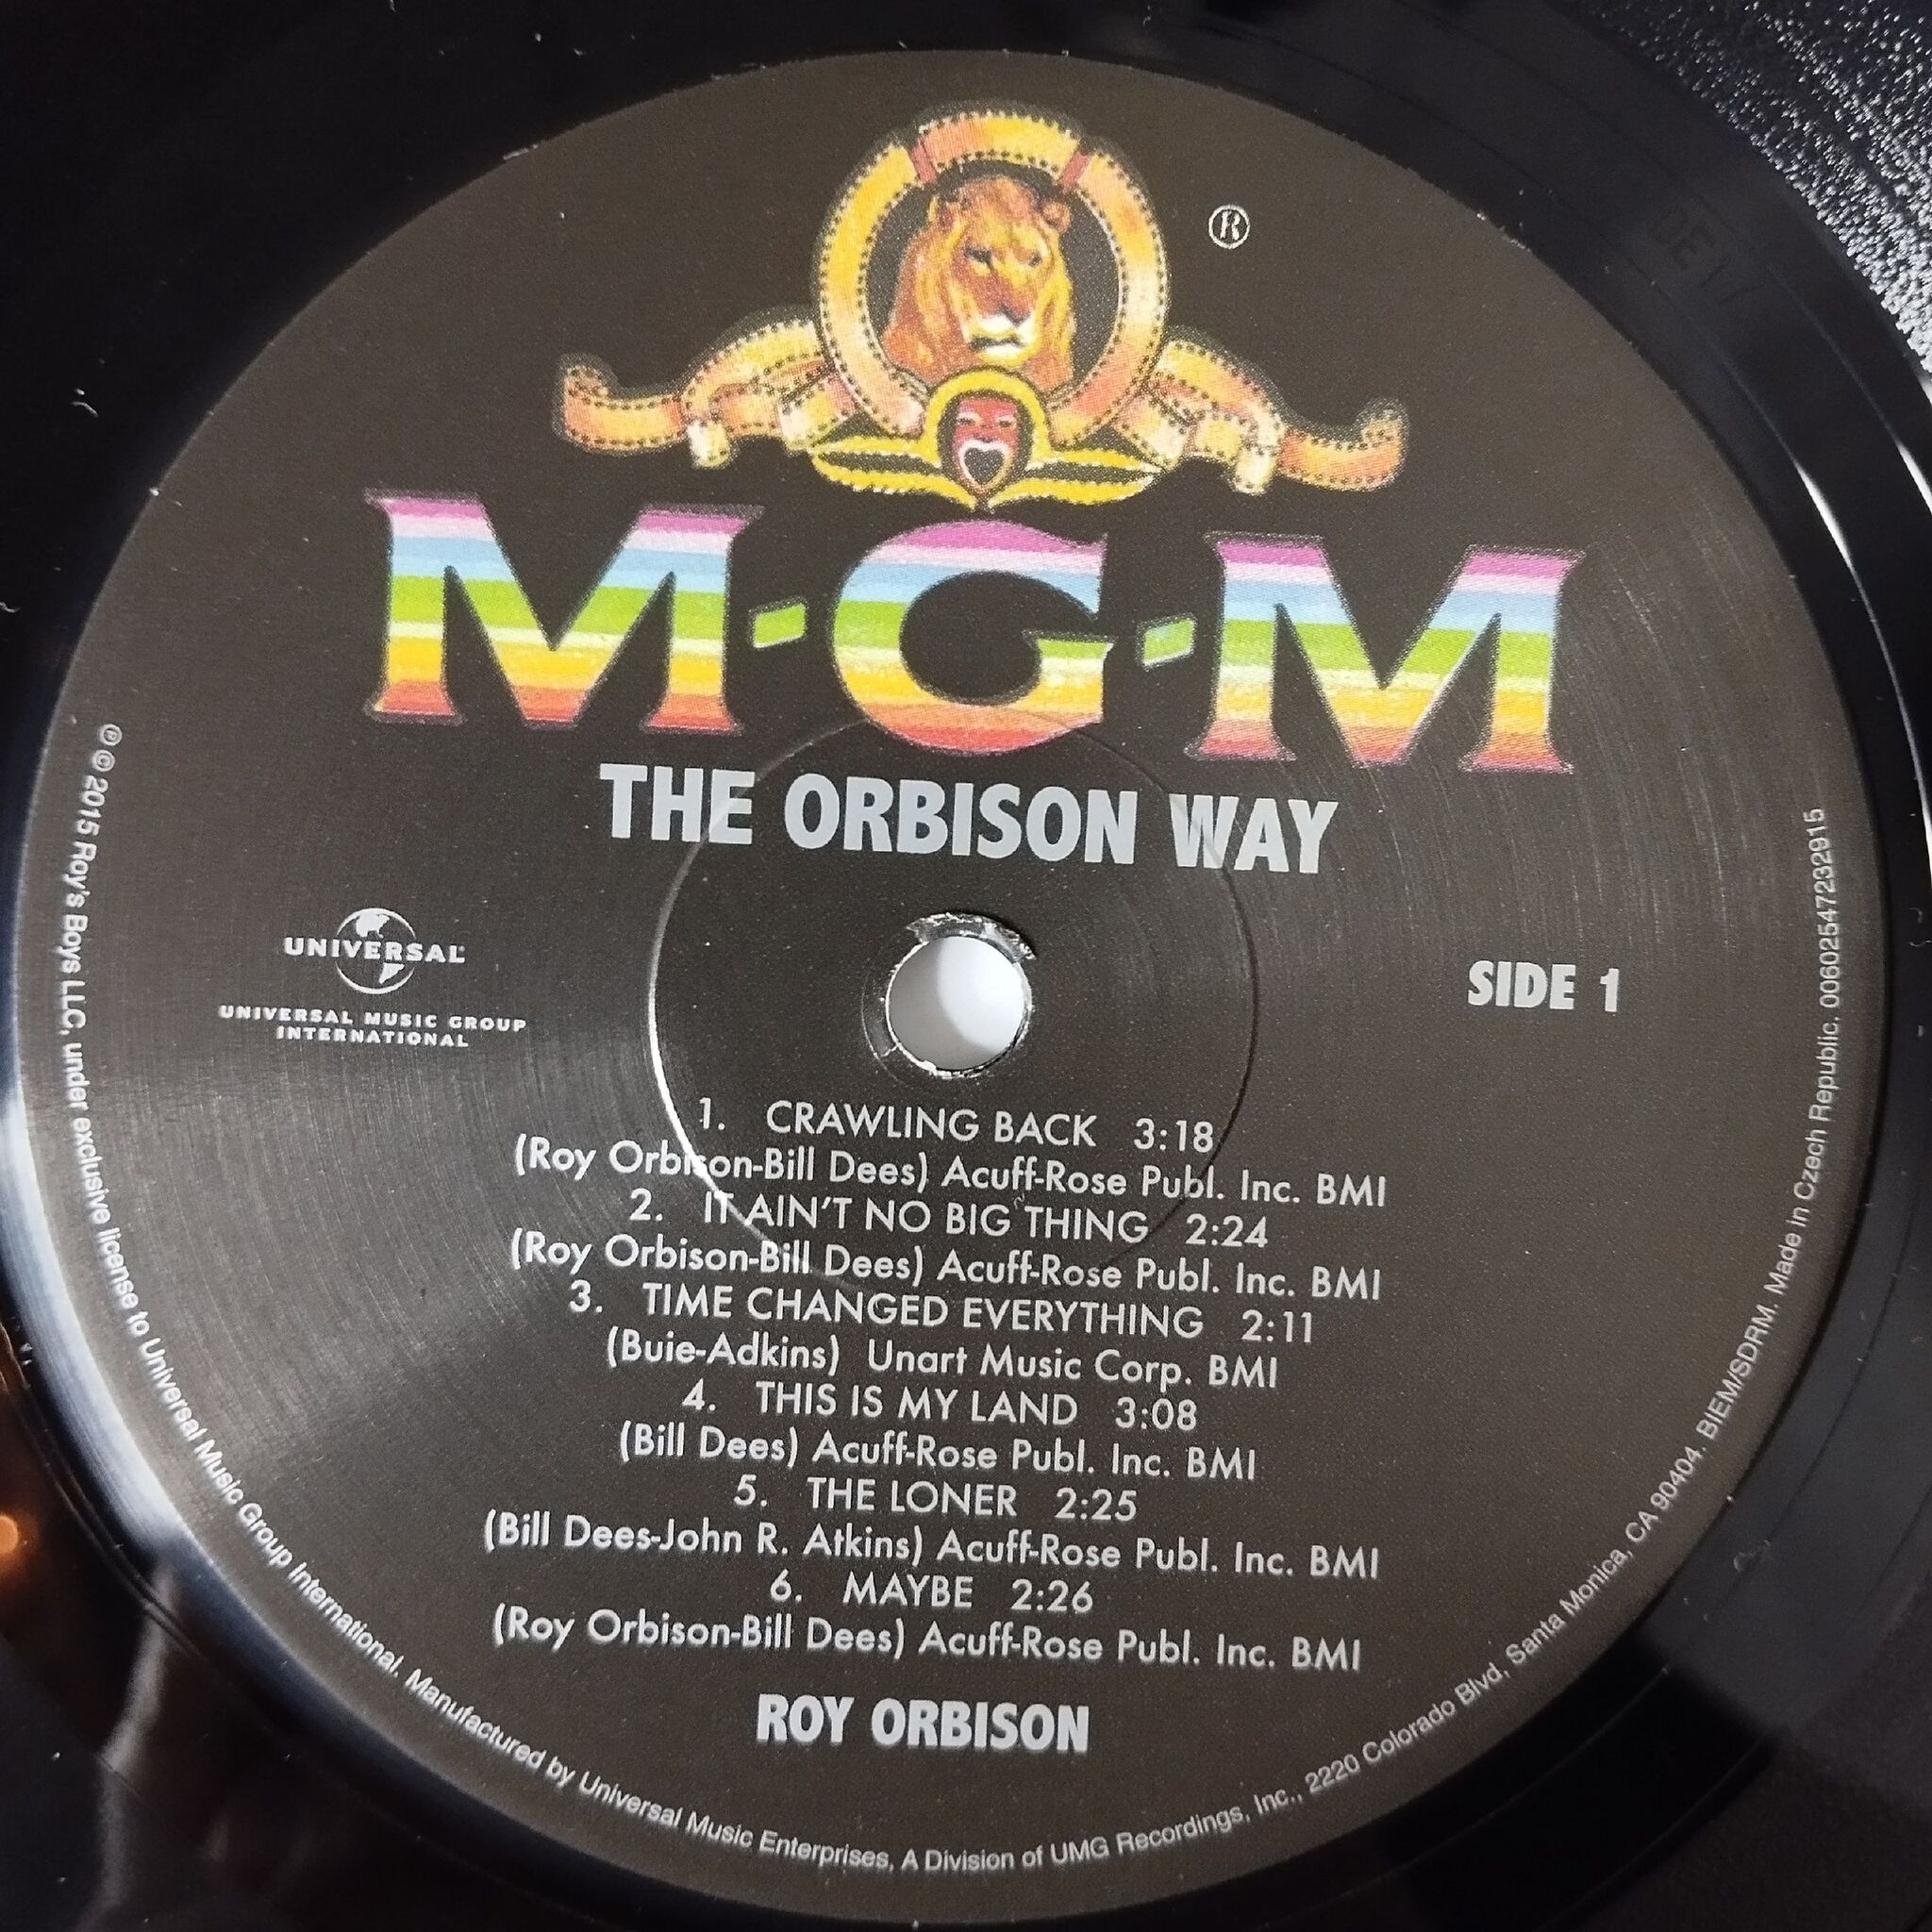 ®
M-G-M
THE ORBISON WAY
UNIVERSAL
UNIVERSAL MUSIC GROUP
INTERNATIONAL
SIDE 1
1. CRAWLING BACK 3:18
(Roy Orbison-Bill Dees) Acuff-Rose Publ. Inc. BMI
2. IT AIN'T NO BIG THING 2:24
(Roy Orbison-Bill Dees) Acuff-Rose Publ. Inc. BMI
3. TIME CHANGED EVERYTHING 2:11
(Buie-Adkins) Unart Music Corp. BMI
4. THIS IS MY LAND 3:08
(Bill Dees) Acuff-Rose Publ. Inc. BMI
5. THE LONER 2:25
(Bill Dees-John R. Atkins) Acuff-Rose Publ. Inc. BMI
6. MAYBE 2:26
(Roy Orbison-Bill Dees) Acuff-Rose Publ. Inc. BMI
ROY ORBISON
℗ © 2015 Roy's Boys LLC, under exclusive license to Universal Music Group International. Manufactured by Universal Music Enterprises, A Division of UMG Recordings, Inc., 2220 Colorado Blvd, Santa Monica, CA 90404. BIEM/SDRM. Made in Czech Republic. 00602547232915